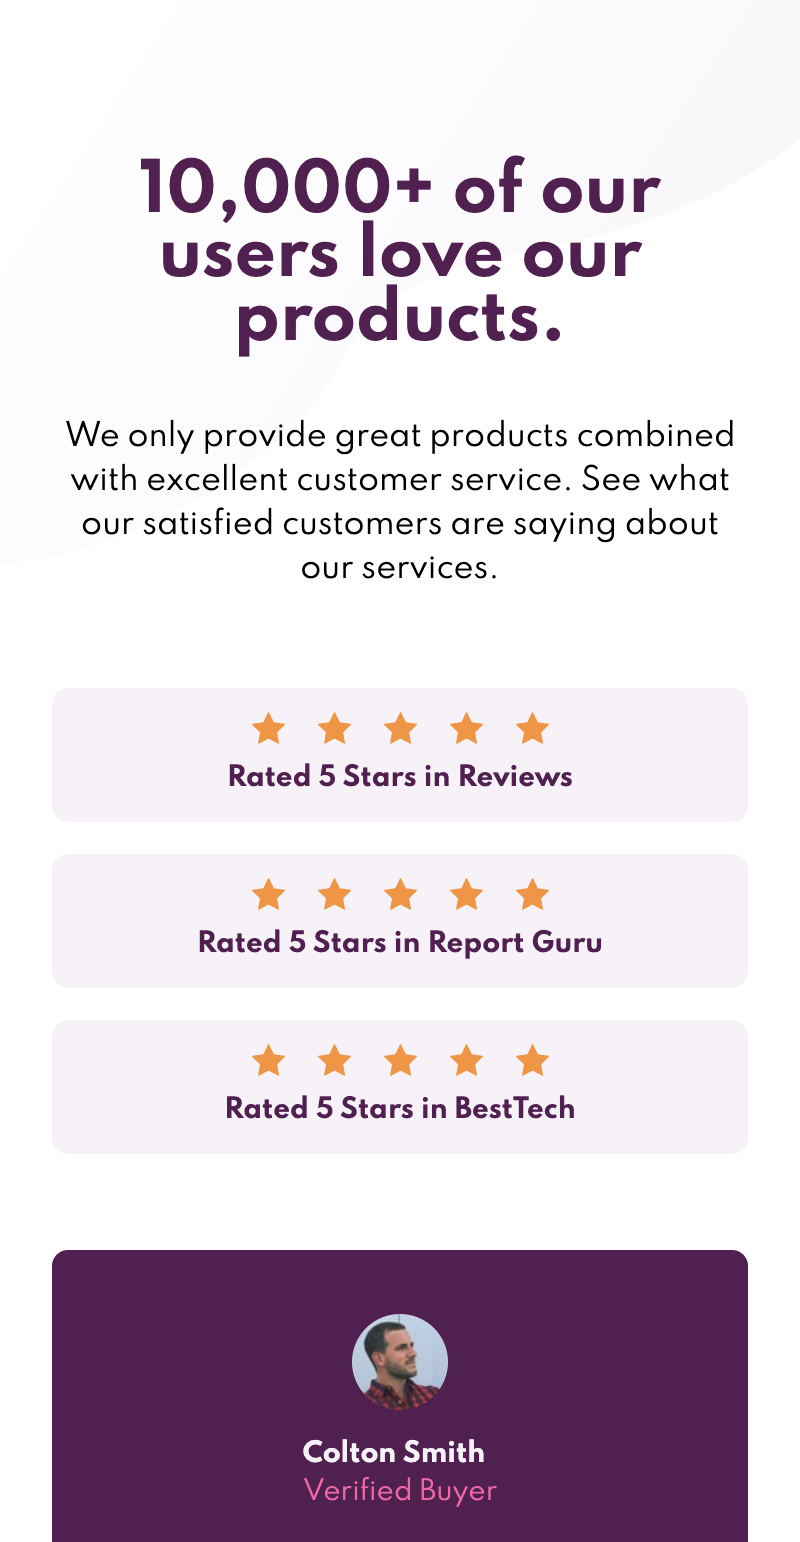 10,000+ of our
users love our
products.
We only provide great products combined
with excellent customer service. See what
our satisfied customers are saying about
our services.
Rated 5 Stars in Reviews
Rated 5 Stars in Report Guru
Rated 5 Stars in BestTech
Colton Smith
Verified Buyer